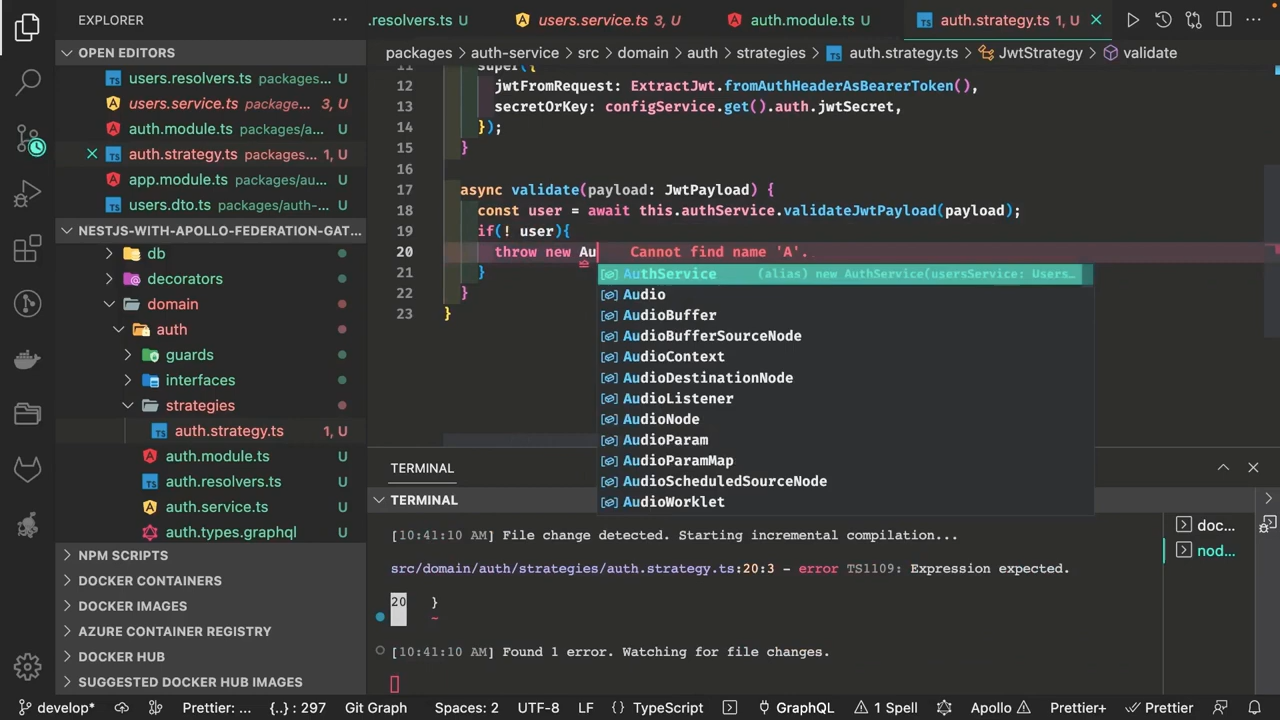 EXPLORER
OPEN EDITORS
users.resolvers.ts packages... U
users.service.ts package... 3, U
auth.module.ts packages/a... U
auth.strategy.ts packages... 1, U
app.module.ts packages/au... U
users.dto.ts packages/auth-... U
NESTJS-WITH-APOLLO-FEDERATION-GAT...
db
decorators
domain
auth
guards
interfaces
strategies
auth.strategy.ts 1, U
auth.module.ts U
auth.resolvers.ts U
auth.service.ts U
auth.types.graphql U
NPM SCRIPTS
DOCKER CONTAINERS
DOCKER IMAGES
AZURE CONTAINER REGISTRY
DOCKER HUB
SUGGESTED DOCKER HUB IMAGES
.resolvers.ts U users.service.ts 3, U auth.module.ts U auth.strategy.ts 1, U
packages > auth-service > src > domain > auth > strategies > auth.strategy.ts > JwtStrategy > validate
11 super({
12 jwtFromRequest: ExtractJwt.fromAuthHeaderAsBearerToken(),
13 secretOrKey: configService.get().auth.jwtSecret,
14 });
15 }
16
17 async validate(payload: JwtPayload) {
18 const user = await this.authService.validateJwtPayload(payload);
19 if(! user){
20 throw new Au Cannot find name 'A'.
21 }
22 }
23 }
AuthService (alias) new AuthService(usersService: Users...
Audio
AudioBuffer
AudioBufferSourceNode
AudioContext
AudioDestinationNode
AudioListener
AudioNode
AudioParam
AudioParamMap
AudioScheduledSourceNode
AudioWorklet
TERMINAL
TERMINAL
[10:41:10 AM] File change detected. Starting incremental compilation...
src/domain/auth/strategies/auth.strategy.ts:20:3 - error TS1109: Expression expected.
20 }
~
[10:41:10 AM] Found 1 error. Watching for file changes.
doc...
nod...
develop* Prettier: ... {..} : 297 Git Graph Spaces: 2 UTF-8 LF {} TypeScript GraphQL 1 Spell Apollo Prettier+ Prettier